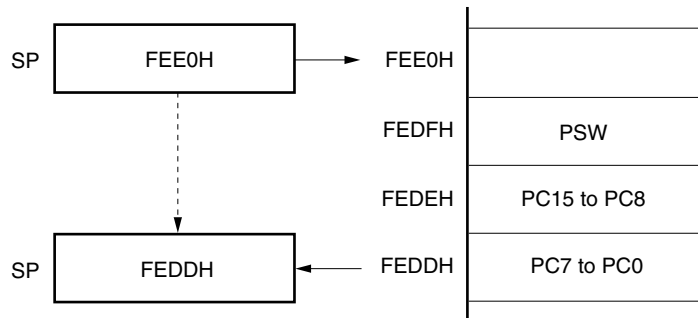 SP FEE0H FEE0H
FEDFH PSW
FEDEH PC15 to PC8
SP FEDDH FEDDH PC7 to PC0